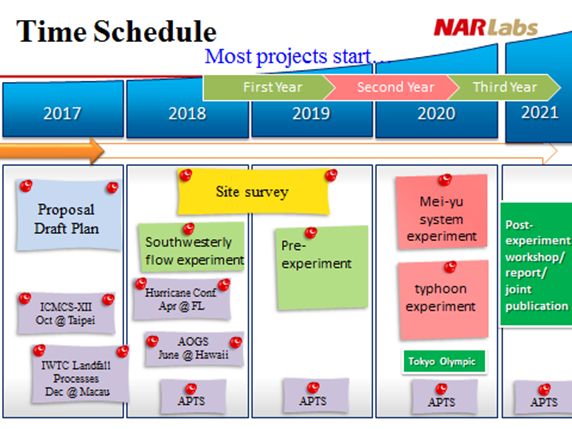 Time Schedule
NARLabs
Most projects start…
First Year
Second Year
Third Year
2017
2018
2019
2020
2021
Proposal
Draft Plan
ICMCS-XII
Oct @ Taipei
IWTC Landfall
Processes
Dec @ Macau
Site survey
Southwesterly
flow experiment
Hurricane Conf
Apr @ FL
AOGS
June @ Hawaii
APTS
Pre-
experiment
APTS
Mei-yu
system
experiment
typhoon
experiment
Tokyo Olympic
APTS
Post-
experiment
workshop/
report/
joint
publication
APTS